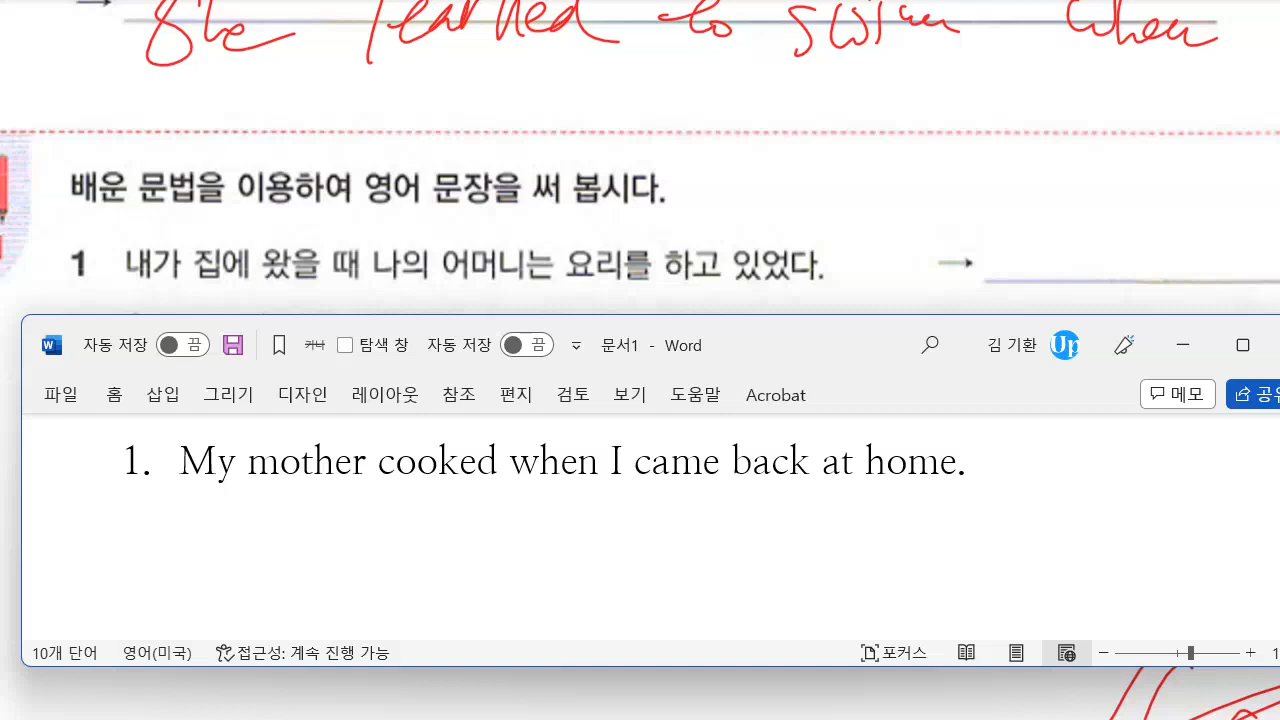 She learned to swim when
배운 문법을 이용하여 영어 문장을 써 봅시다.
1 내가 집에 왔을 때 나의 어머니는 요리를 하고 있었다. →
자동 저장 끔 가나 탐색 창 자동 저장 끔 문서1 - Word 김 기환 Up
파일 홈 삽입 그리기 디자인 레이아웃 참조 편지 검토 보기 도움말 Acrobat 메모 공유
1. My mother cooked when I came back at home.
10개 단어 영어(미국) 접근성: 계속 진행 가능 포커스 - + 1